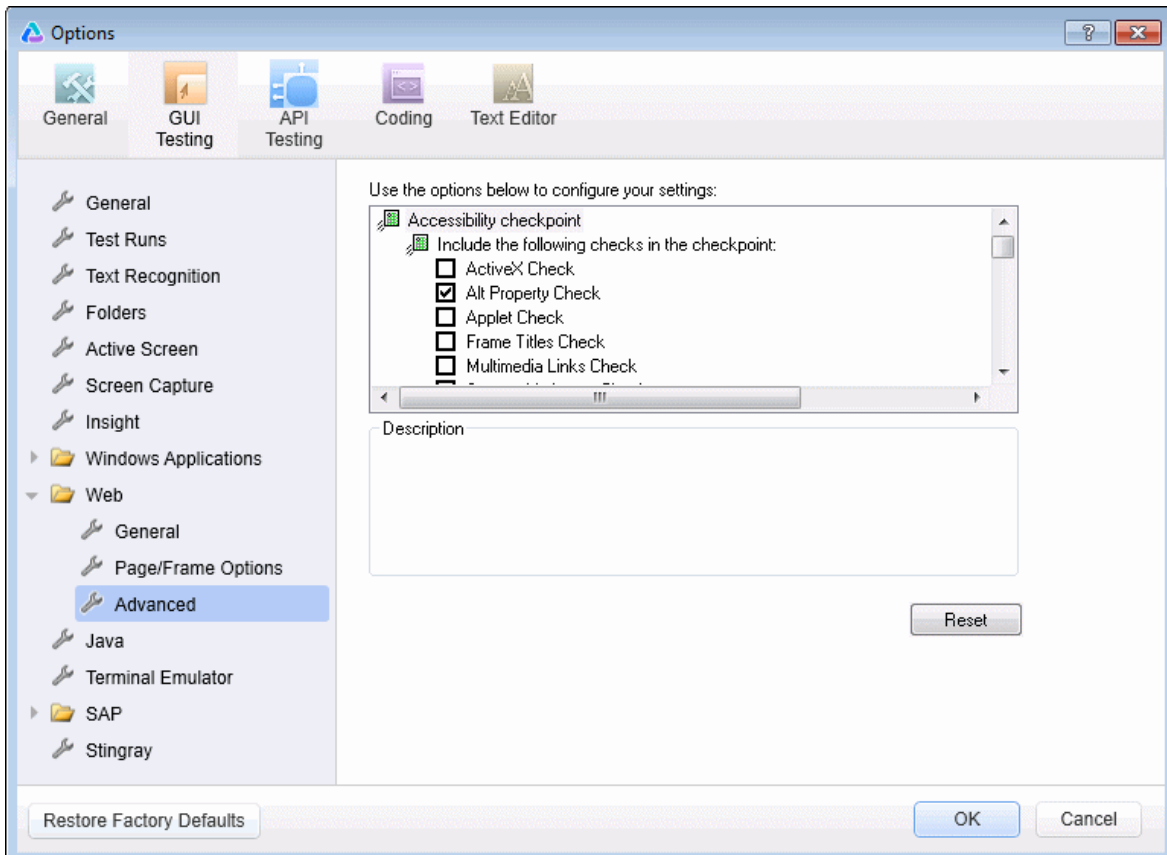 Options
General
GUI
Testing
API
Testing
Coding
Text Editor
General
Test Runs
Text Recognition
Folders
Active Screen
Screen Capture
Insight
Windows Applications
Web
General
Page/Frame Options
Advanced
Java
Terminal Emulator
SAP
Stingray
Use the options below to configure your settings:
Accessibility checkpoint
Include the following checks in the checkpoint:
ActiveX Check
Alt Property Check
Applet Check
Frame Titles Check
Multimedia Links Check
Description
Reset
Restore Factory Defaults
OK
Cancel